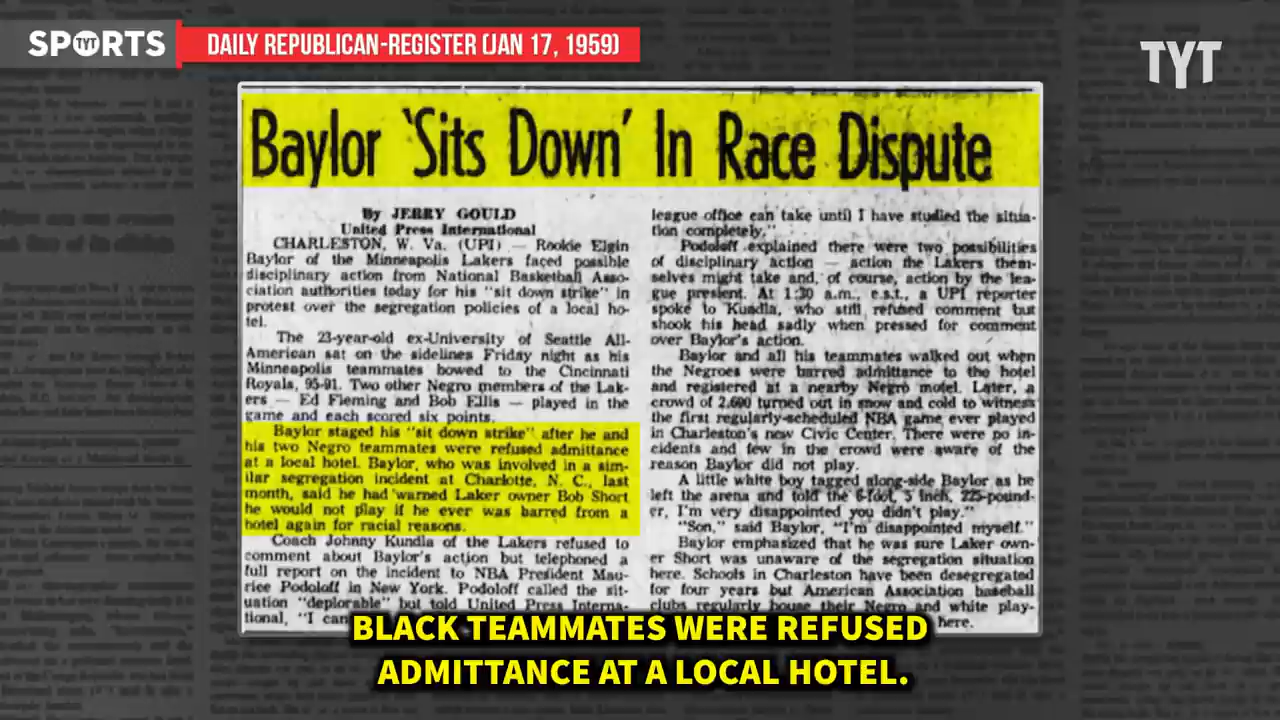 SPORTS
TYT
DAILY REPUBLICAN-REGISTER (JAN 17, 1959)
TYT
Baylor 'Sits Down' In Race Dispute
By JERRY GOULD
United Press International
CHARLESTON, W. Va. (UPI) — Rookie Elgin
Baylor of the Minneapolis Lakers faced possible
disciplinary action from National Basketball Asso-
ciation authorities today for his "sit down strike" in
protest over the segregation policies of a local ho-
tel.
The 23-year-old ex-University of Seattle All-
American sat on the sidelines Friday night as his
Minneapolis teammates bowed to the Cincinnati
Royals, 95-91. Two other Negro members of the Lak-
ers — Ed Fleming and Bob Ellis — played in the
game and each scored six points.
Baylor staged his "sit down strike" after he and
his two Negro teammates were refused admittance
at a local hotel. Baylor, who was involved in a sim-
ilar segregation incident at Charlotte, N. C., last
month, said he had warned Laker owner Bob Short
he would not play if he ever was barred from a
hotel again for racial reasons.
Coach Johnny Kundla of the Lakers refused to
comment about Baylor's action but telephoned a
full report on the incident to NBA President Mau-
rice Podoloff in New York. Podoloff called the sit-
uation "deplorable" but told United Press Interna-
tional, "I can
league office can take until I have studied the situa-
tion completely."
Podoloff explained there were two possibilities
of disciplinary action — action the Lakers them-
selves might take and, of course, action by the lea-
gue president. At 1:30 a.m., e.s.t., a UPI reporter
spoke to Kundla, who still refused comment but
shook his head sadly when pressed for comment
over Baylor's action.
Baylor and all his teammates walked out when
the Negroes were barred admittance to the hotel
and registered at a nearby Negro motel. Later, a
crowd of 2,600 turned out in snow and cold to witness
the first regularly-scheduled NBA game ever played
in Charleston's new Civic Center. There were no in-
cidents and few in the crowd were aware of the
reason Baylor did not play.
A little white boy tagged along-side Baylor as he
left the arena and told the 6-foot, 5 inch, 225-pound-
er, I'm very disappointed you didn't play."
"Son," said Baylor, "I'm disappointed myself."
Baylor emphasized that he was sure Laker own-
er Short was unaware of the segregation situation
here. Schools in Charleston have been desegregated
for four years but American Association baseball
clubs regularly house their Negro and white play-
here.
BLACK TEAMMATES WERE REFUSED
ADMITTANCE AT A LOCAL HOTEL.